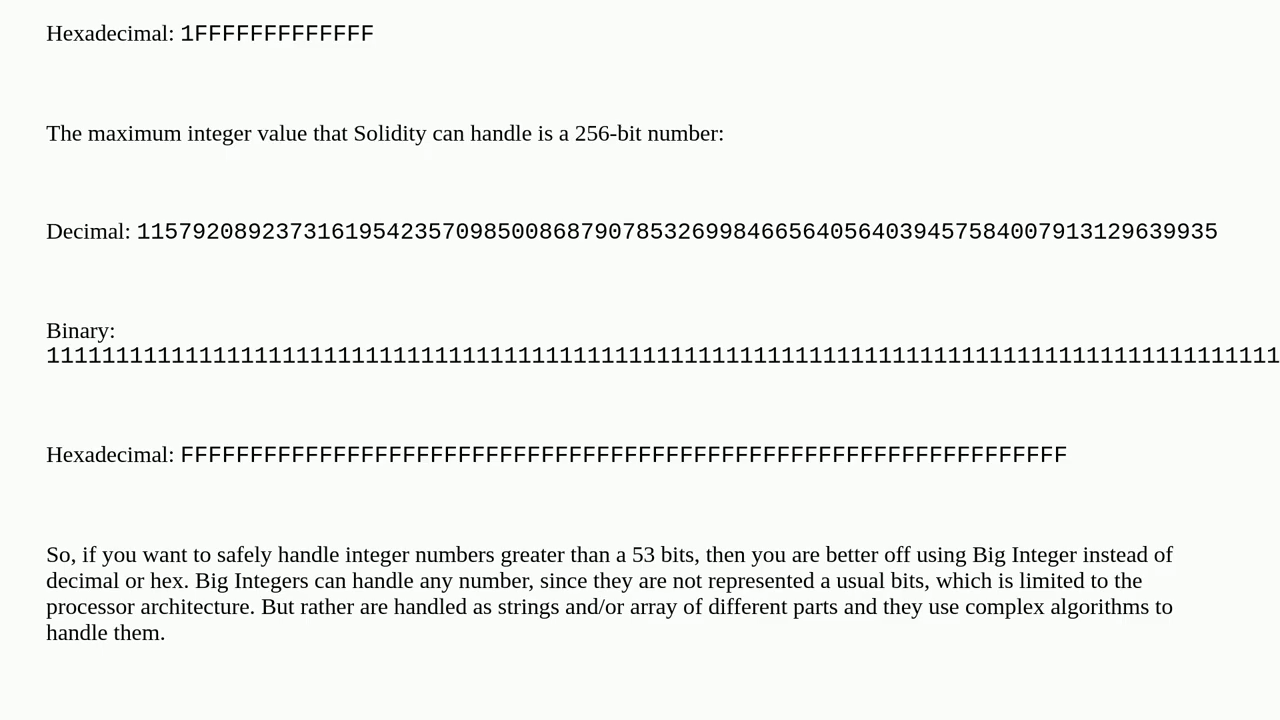 Hexadecimal: 1FFFFFFFFFFFFF
The maximum integer value that Solidity can handle is a 256-bit number:
Decimal: 115792089237316195423570985008687907853269984665640564039457584007913129639935
Binary:
11111111111111111111111111111111111111111111111111111111111111111111111111111111111111111
Hexadecimal: FFFFFFFFFFFFFFFFFFFFFFFFFFFFFFFFFFFFFFFFFFFFFFFFFFFFFFFFFFFFFFFF
So, if you want to safely handle integer numbers greater than a 53 bits, then you are better off using Big Integer instead of
decimal or hex. Big Integers can handle any number, since they are not represented a usual bits, which is limited to the
processor architecture. But rather are handled as strings and/or array of different parts and they use complex algorithms to
handle them.